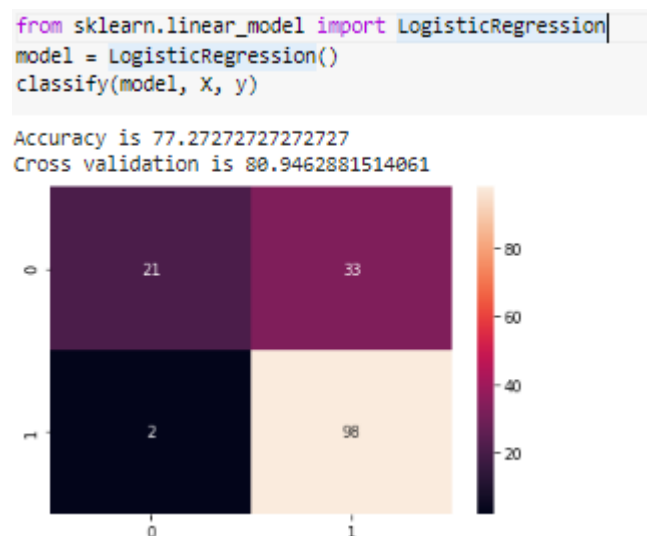 from sklearn.linear_model import LogisticRegression
model = LogisticRegression()
classify(model, X, y)
Accuracy is 77.27272727272727
Cross validation is 80.9462881514061
0 21 33
1 2 98
0 1
80
60
40
20